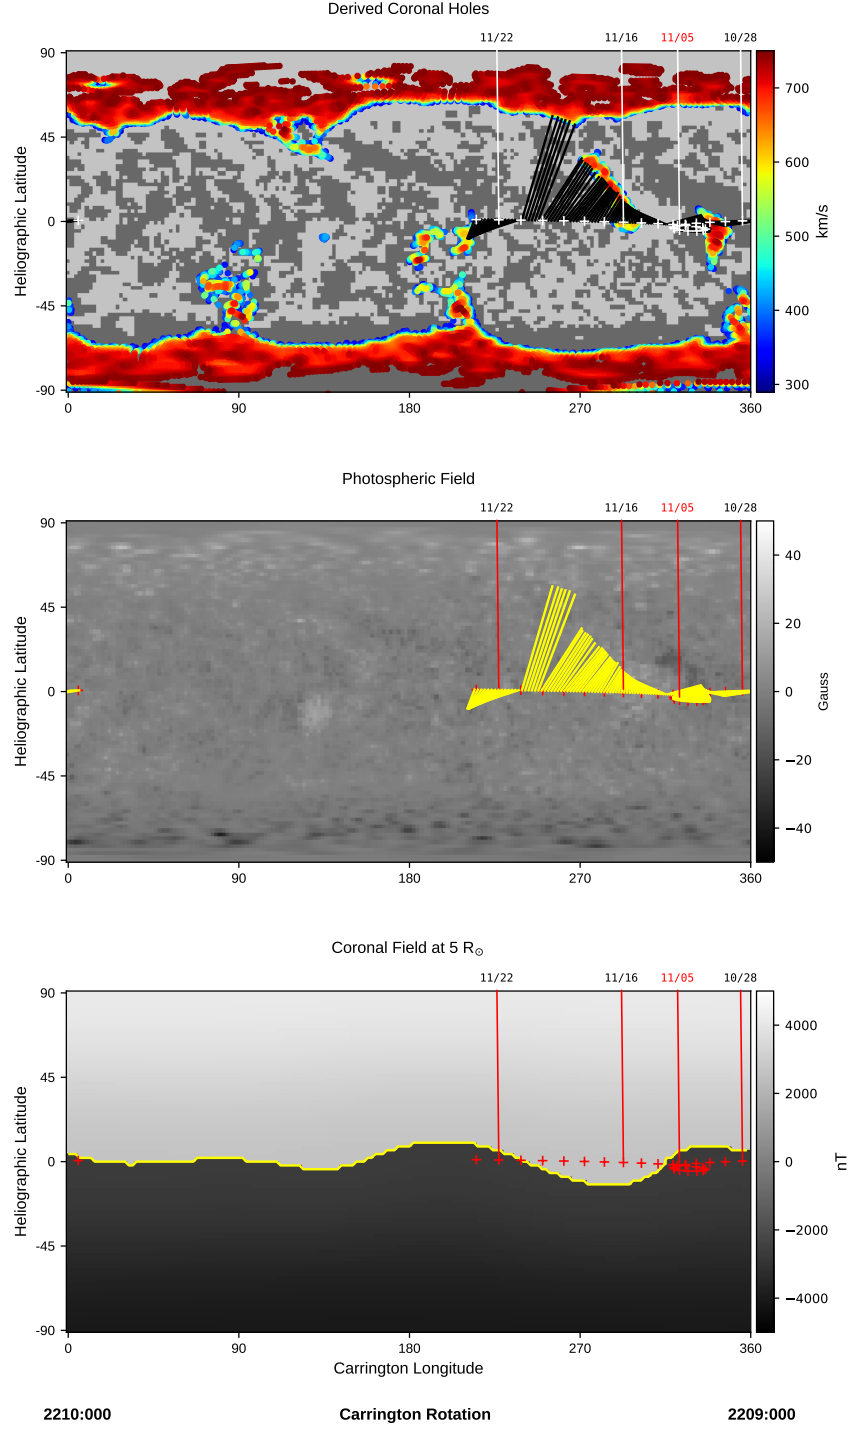 Derived Coronal Holes
11/22 11/16 11/05 10/28
90
45
0
-45
-90
Heliographic Latitude
0 90 180 270 360
700
600
500
400
300
km/s
Photospheric Field
11/22 11/16 11/05 10/28
90
45
0
-45
-90
Heliographic Latitude
0 90 180 270 360
40
20
0
−20
−40
Gauss
Coronal Field at 5 R☉
11/22 11/16 11/05 10/28
90
45
0
-45
-90
Heliographic Latitude
0 90 180 270 360
4000
2000
0
−2000
−4000
nT
Carrington Longitude
2210:000 Carrington Rotation 2209:000